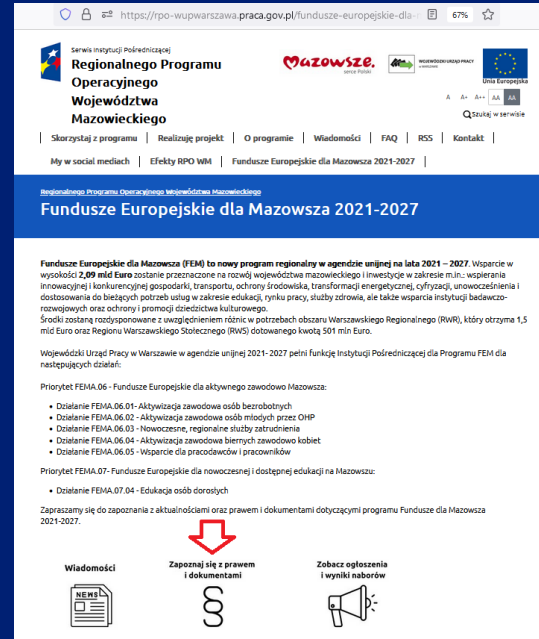 https://rpo-wupwarszawa.praca.gov.pl/fundusze-europejskie-dla- 67%
Serwis Instytucji Pośredniczącej
Regionalnego Programu
Operacyjnego
Województwa
Mazowieckiego
Mazowsze.
serce Polski
WOJEWÓDZKI URZĄD PRACY
Unia Europejska
A A+ A++ AA AA
Szukaj w serwisie
Skorzystaj z programu | Realizuję projekt | O programie | Wiadomości | FAQ | RSS | Kontakt |
My w social mediach | Efekty RPO WM | Fundusze Europejskie dla Mazowsza 2021-2027 |
Regionalnego Programu Operacyjnego Województwa Mazowieckiego
Fundusze Europejskie dla Mazowsza 2021-2027
Fundusze Europejskie dla Mazowsza (FEM) to nowy program regionalny w agendzie unijnej na lata 2021 – 2027. Wsparcie w
wysokości 2,09 mld Euro zostanie przeznaczone na rozwój województwa mazowieckiego i inwestycje w zakresie m.in.: wspierania
innowacyjnej i konkurencyjnej gospodarki, transportu, ochrony środowiska, transformacji energetycznej, cyfryzacji, unowocześnienia i
dostosowania do bieżących potrzeb usług w zakresie edukacji, rynku pracy, służby zdrowia, ale także wsparcia instytucji badawczo-
rozwojowych oraz ochrony i promocji dziedzictwa kulturowego.
Środki zostaną rozdysponowane z uwzględnieniem różnic w potrzebach obszaru Warszawskiego Regionalnego (RWR), który otrzyma 1,5
mld Euro oraz Regionu Warszawskiego Stołecznego (RWS) dotowanego kwotą 501 mln Euro.
Wojewódzki Urząd Pracy w Warszawie w agendzie unijnej 2021- 2027 pełni funkcję Instytucji Pośredniczącej dla Programu FEM dla
następujących działań:
Priorytet FEMA.06 - Fundusze Europejskie dla aktywnego zawodowo Mazowsza:
• Działanie FEMA.06.01- Aktywizacja zawodowa osób bezrobotnych
• Działanie FEMA.06.02 - Aktywizacja zawodowa osób młodych przez OHP
• Działanie FEMA.06.03 - Nowoczesne, regionalne służby zatrudnienia
• Działanie FEMA.06.04 - Aktywizacja zawodowa biernych zawodowo kobiet
• Działanie FEMA.06.05 - Wsparcie dla pracodawców i pracowników
Priorytet FEMA.07- Fundusze Europejskie dla nowoczesnej i dostępnej edukacji na Mazowszu:
• Działanie FEMA.07.04 - Edukacja osób dorosłych
Zapraszamy się do zapoznania z aktualnościami oraz prawem i dokumentami dotyczącymi programu Fundusze dla Mazowsza
2021-2027.
Wiadomości
Zapoznaj się z prawem
i dokumentami
Zobacz ogłoszenia
i wyniki naborów
NEWS
§